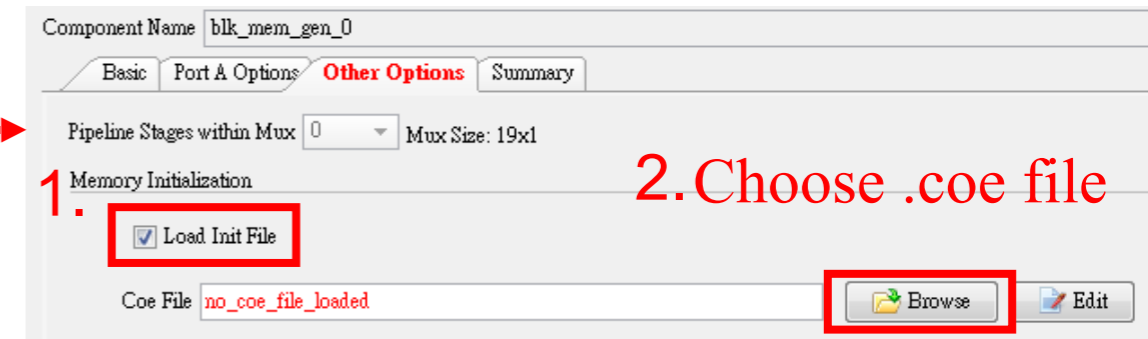 Component Name blk_mem_gen_0
Basic Port A Options Other Options Summary
Pipeline Stages within Mux 0 Mux Size: 19x1
Memory Initialization
1.
2. Choose .coe file
Load Init File
Coe File no_coe_file_loaded Browse Edit